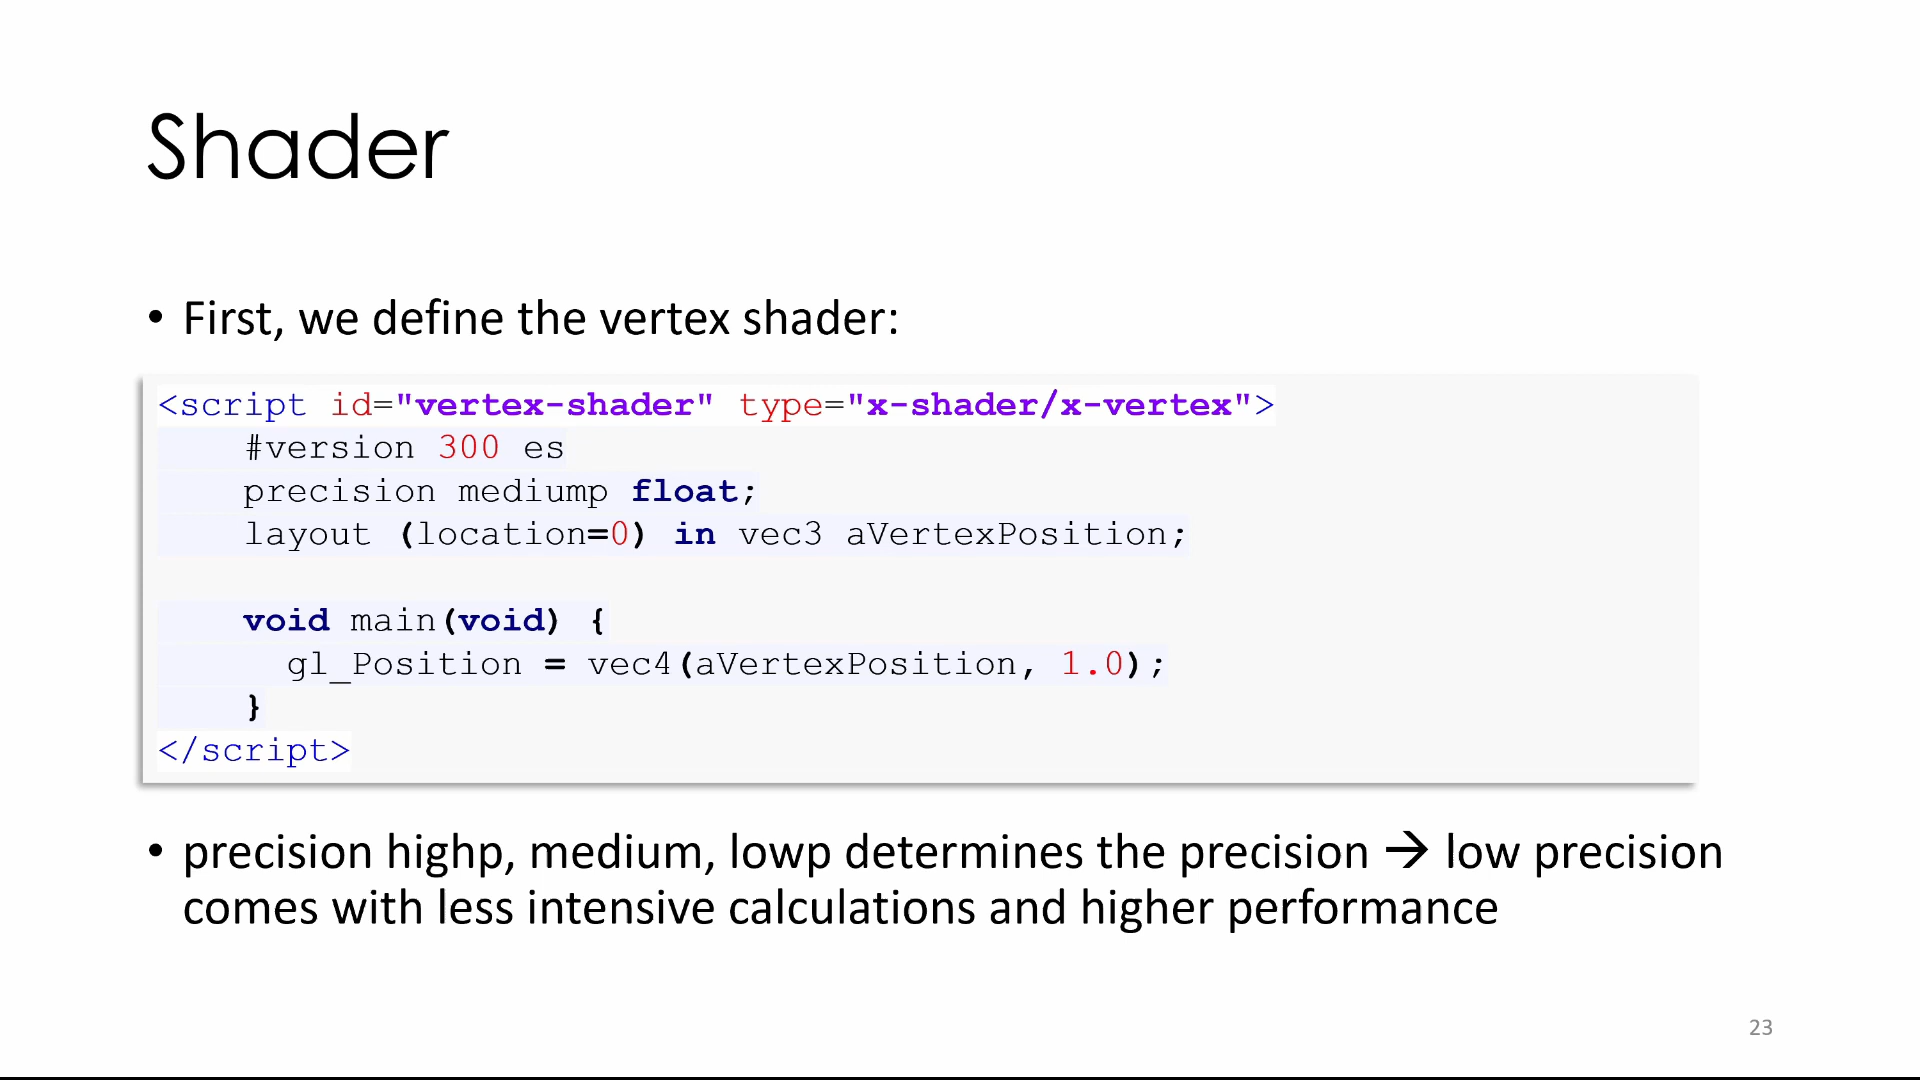 Shader
• First, we define the vertex shader:
<script id="vertex-shader" type="x-shader/x-vertex">
    #version 300 es
    precision mediump float;
    layout (location=0) in vec3 aVertexPosition;

    void main(void) {
      gl_Position = vec4(aVertexPosition, 1.0);
    }
</script>
• precision highp, medium, lowp determines the precision → low precision
comes with less intensive calculations and higher performance
23